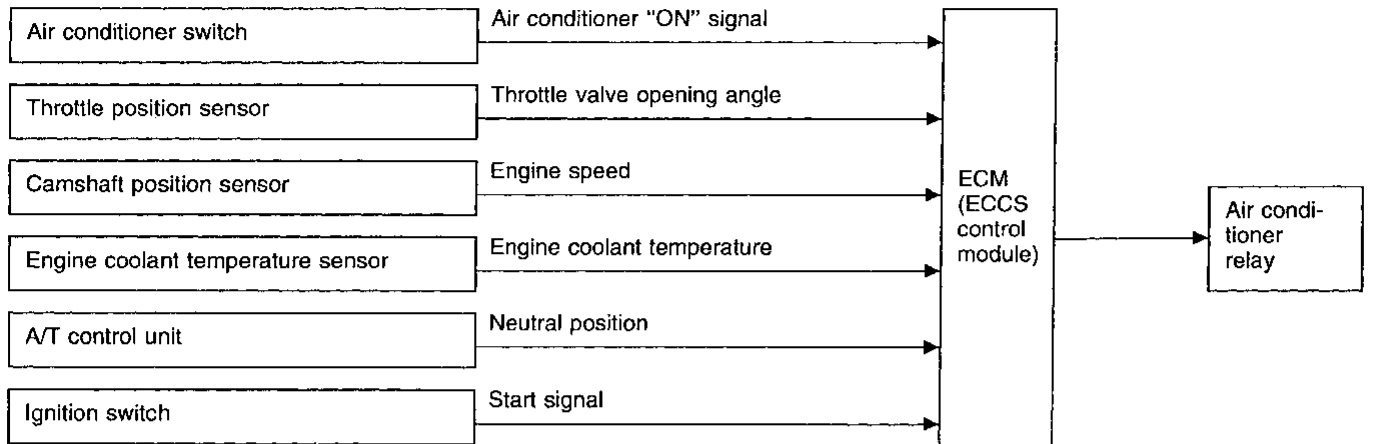 Air conditioner switch
Air conditioner “ON” signal
Throttle position sensor
Throttle valve opening angle
Camshaft position sensor
Engine speed
Engine coolant temperature sensor
Engine coolant temperature
A/T control unit
Neutral position
Ignition switch
Start signal
ECM
(ECCS
control
module)
Air condi-
tioner
relay